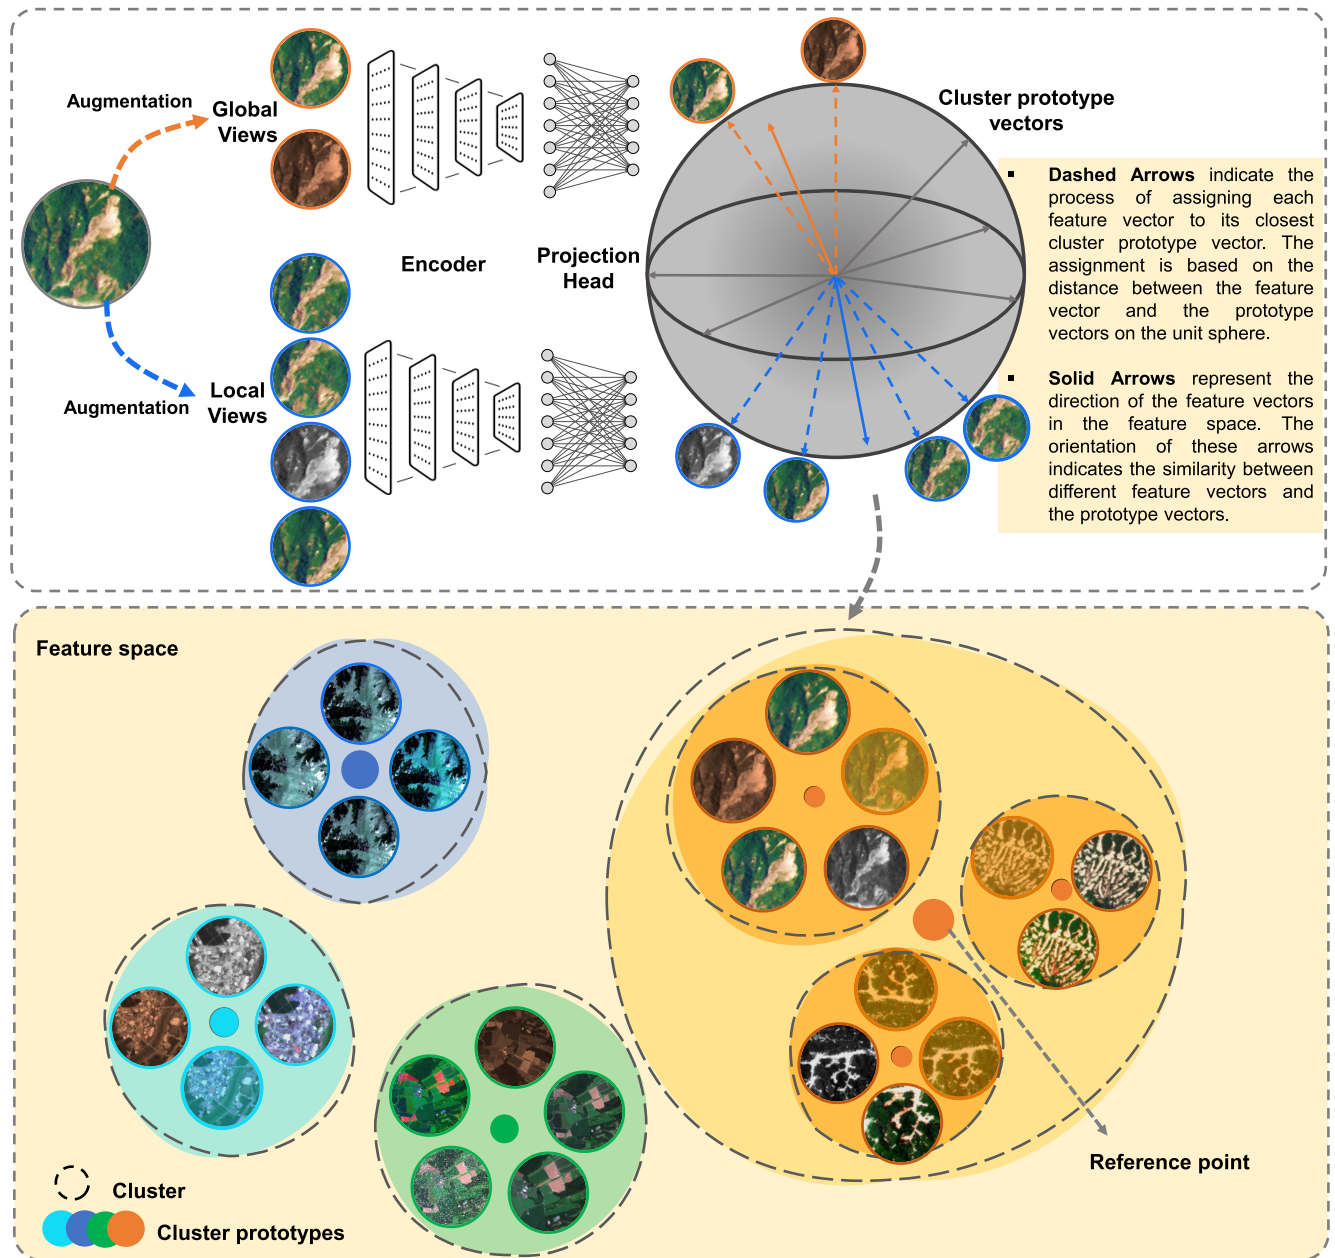 Augmentation
Global
Views
Augmentation
Local
Views
Encoder
Projection
Head
Cluster prototype
vectors
▪ Dashed Arrows indicate the
process of assigning each
feature vector to its closest
cluster prototype vector. The
assignment is based on the
distance between the feature
vector and the prototype
vectors on the unit sphere.
▪ Solid Arrows represent the
direction of the feature vectors
in the feature space. The
orientation of these arrows
indicates the similarity between
different feature vectors and
the prototype vectors.
Feature space
Reference point
Cluster
Cluster prototypes